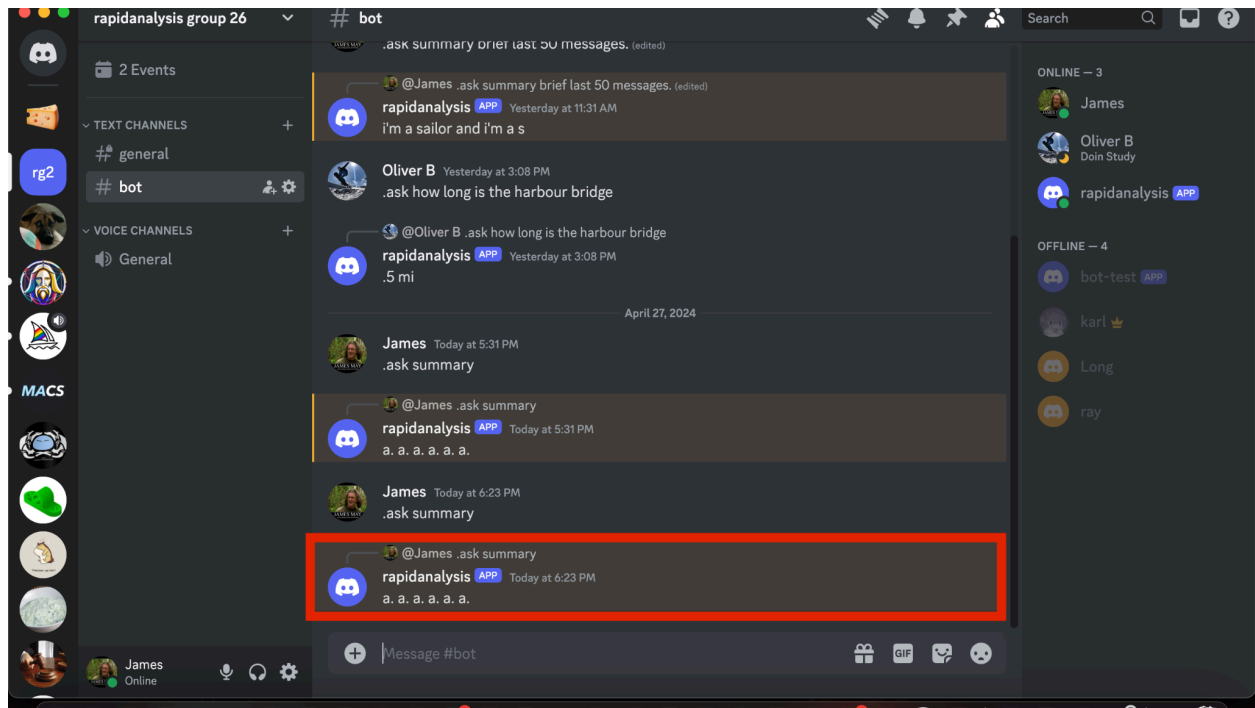 rapidanalysis group 26
# bot
Search
2 Events
TEXT CHANNELS
general
bot
VOICE CHANNELS
General
rg2
MACS
James
Online
.ask summary brief last 50 messages. (edited)
@James .ask summary brief last 50 messages. (edited)
rapidanalysis APP Yesterday at 11:31 AM
i'm a sailor and i'm a s
Oliver B Yesterday at 3:08 PM
.ask how long is the harbour bridge
@Oliver B .ask how long is the harbour bridge
rapidanalysis APP Yesterday at 3:08 PM
.5 mi
April 27, 2024
James Today at 5:31 PM
.ask summary
@James .ask summary
rapidanalysis APP Today at 5:31 PM
a. a. a. a. a. a.
James Today at 6:23 PM
.ask summary
@James .ask summary
rapidanalysis APP Today at 6:23 PM
a. a. a. a. a. a.
Message #bot
GIF
ONLINE — 3
James
Oliver B
Doin Study
rapidanalysis APP
OFFLINE — 4
bot-test APP
karl
Long
ray